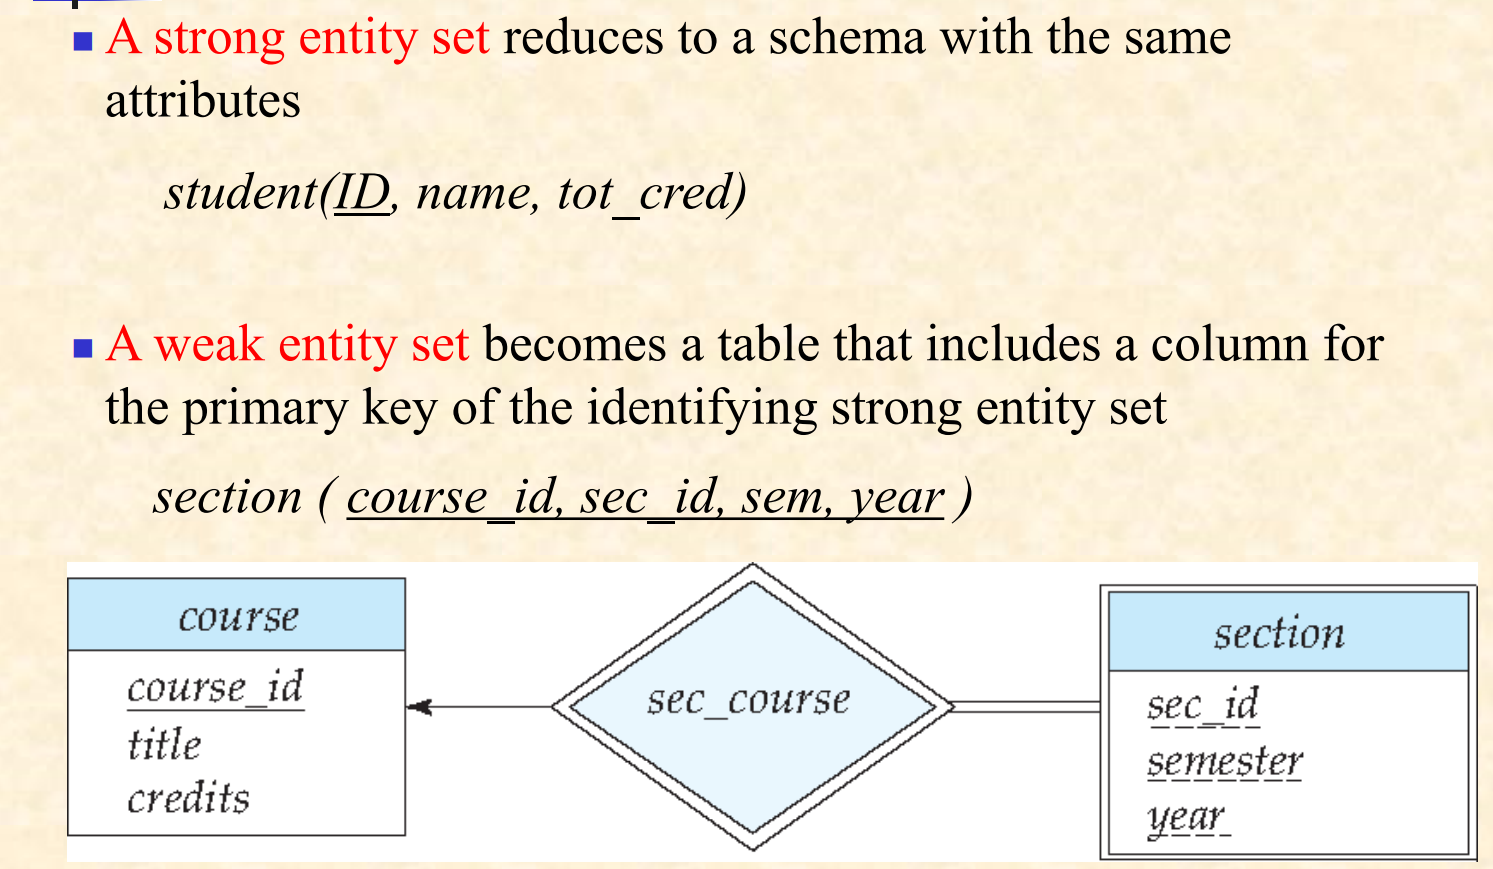 A strong entity set reduces to a schema with the same
attributes
student(ID, name, tot_cred)
A weak entity set becomes a table that includes a column for
the primary key of the identifying strong entity set
section ( course_id, sec_id, sem, year )
course
course_id
title
credits
sec_course
section
sec_id
semester
year